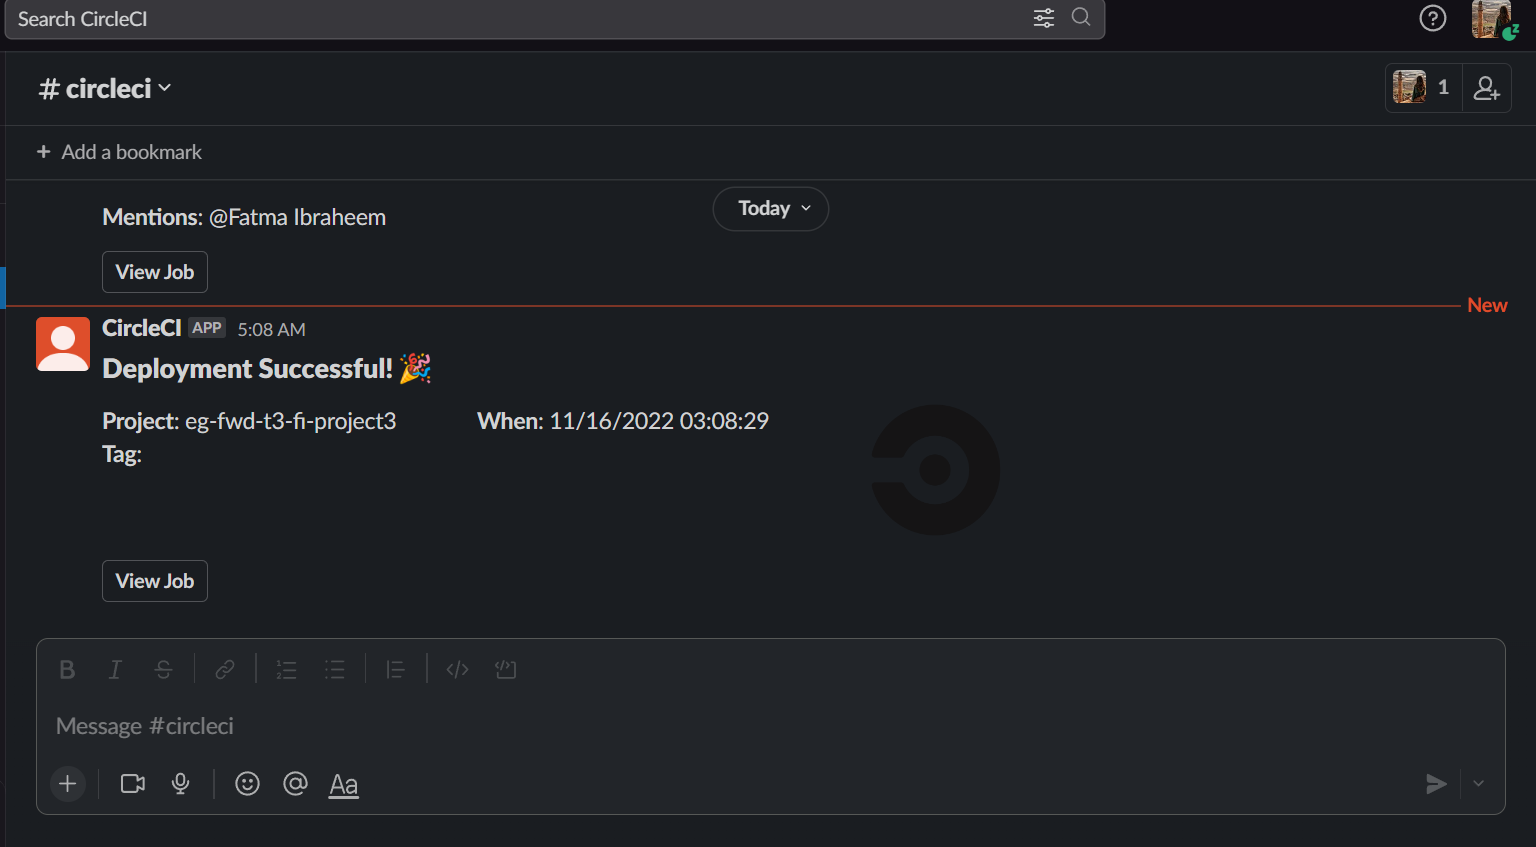 Search CircleCI
# circleci
1
+ Add a bookmark
Today
Mentions: @Fatma Ibraheem
View Job
New
CircleCI APP 5:08 AM
Deployment Successful! 🎉
Project: eg-fwd-t3-fi-project3 When: 11/16/2022 03:08:29
Tag:
View Job
Message #circleci
Aa